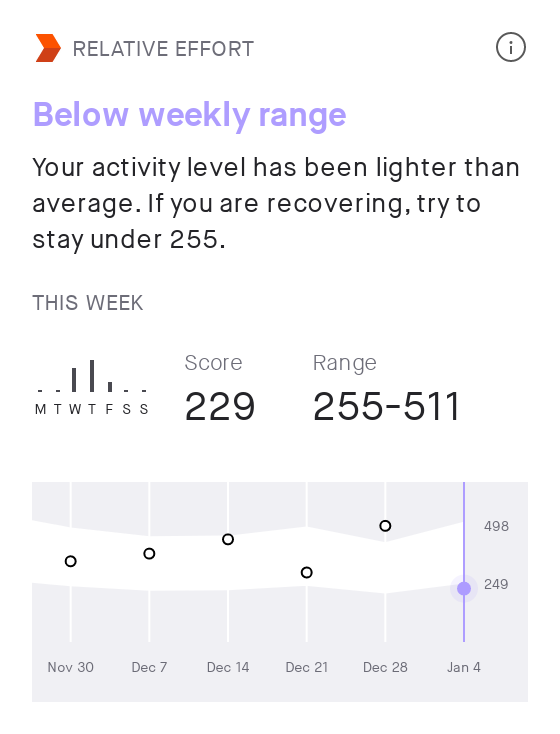 RELATIVE EFFORT
Below weekly range
Your activity level has been lighter than
average. If you are recovering, try to
stay under 255.
THIS WEEK
Score Range
229 255-511
M T W T F S S
498
249
Nov 30 Dec 7 Dec 14 Dec 21 Dec 28 Jan 4